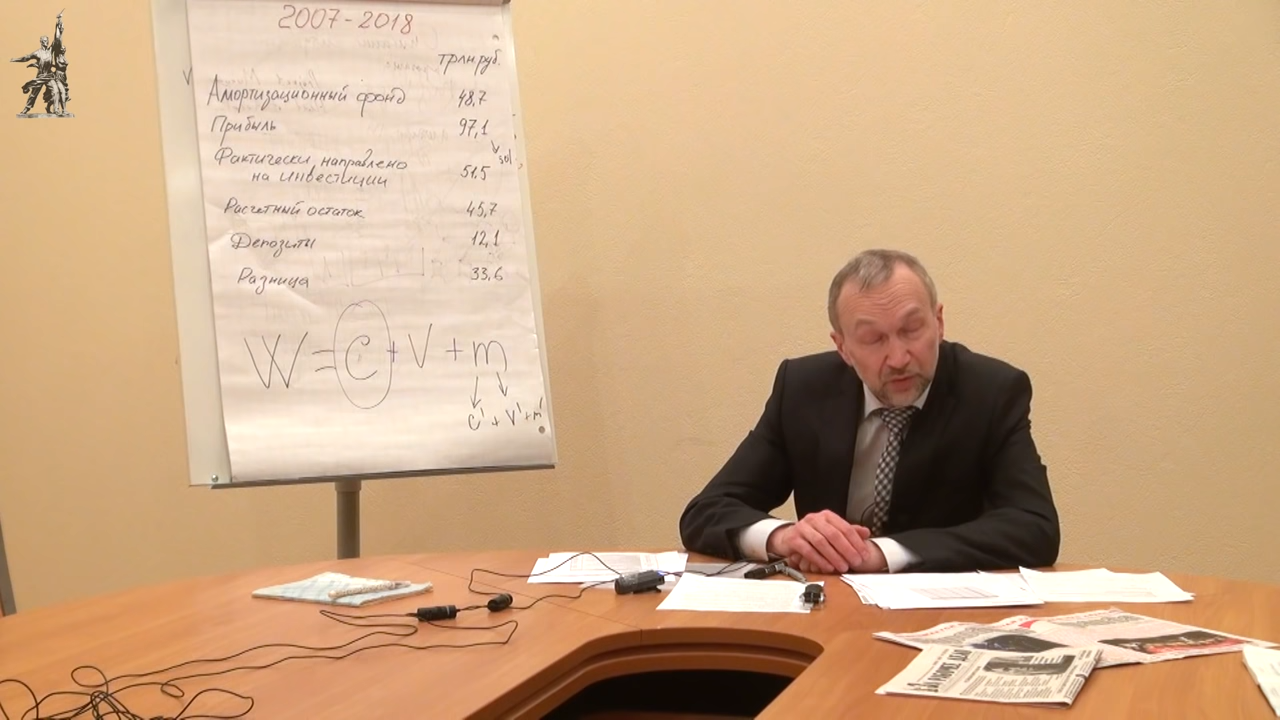 2007-2018
трлн руб.
Амортизационный фонд 48,7
Прибыль 97,1
Фактически направлено
на инвестиции 51,5
Расчетный остаток 45,7
Депозиты 12,1
Разница 33,6
W = C + V + m
C' + V' + m'